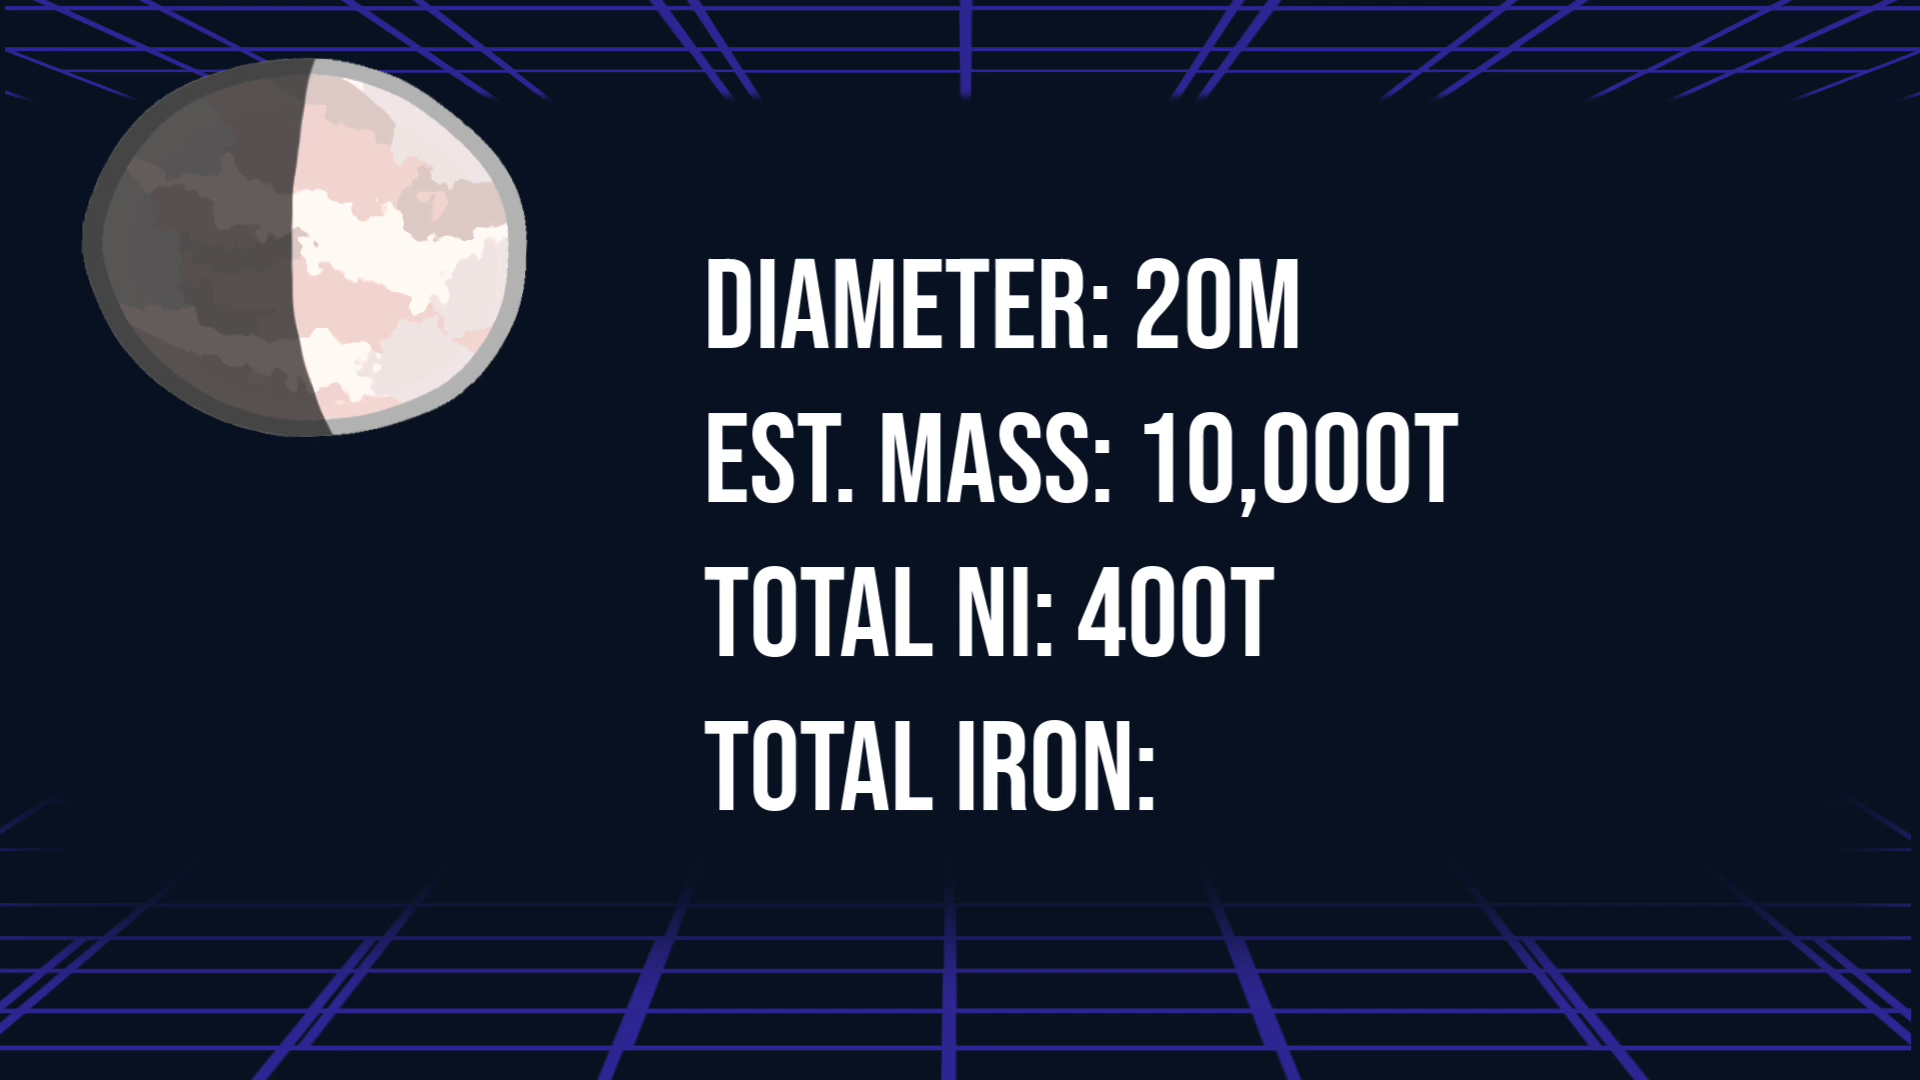 DIAMETER: 20M
EST. MASS: 10,000T
TOTAL NI: 400T
TOTAL IRON: